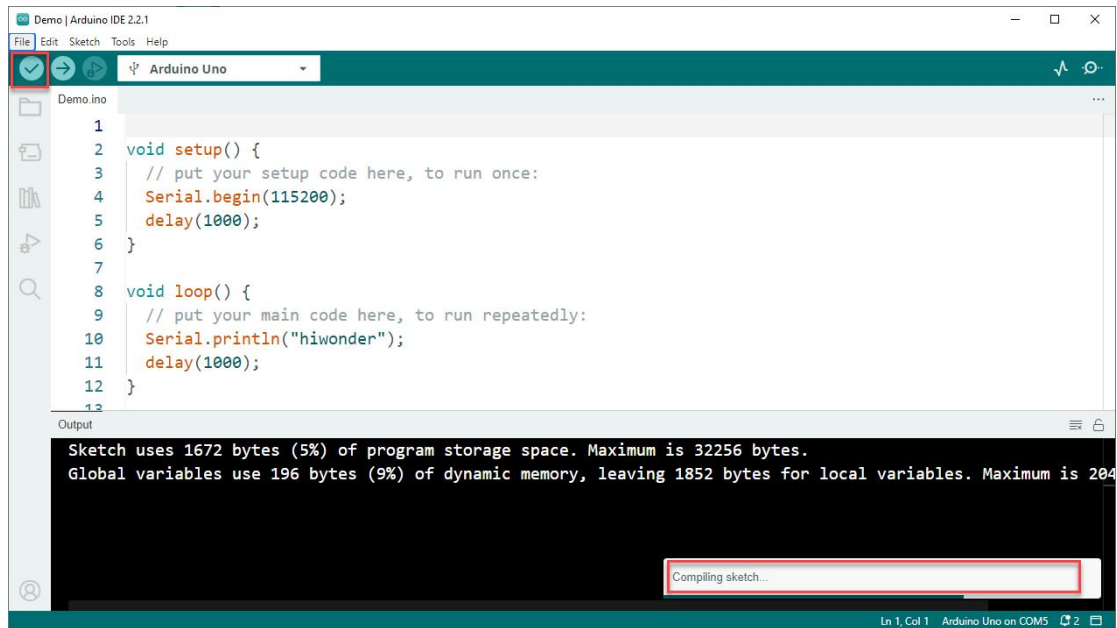 Demo | Arduino IDE 2.2.1
File Edit Sketch Tools Help
Arduino Uno
Demo.ino
1
2 void setup() {
3 // put your setup code here, to run once:
4 Serial.begin(115200);
5 delay(1000);
6 }
7
8 void loop() {
9 // put your main code here, to run repeatedly:
10 Serial.println("hiwonder");
11 delay(1000);
12 }
13
Output
Sketch uses 1672 bytes (5%) of program storage space. Maximum is 32256 bytes.
Global variables use 196 bytes (9%) of dynamic memory, leaving 1852 bytes for local variables. Maximum is 204
Compiling sketch...
Ln 1, Col 1 Arduino Uno on COM5 2